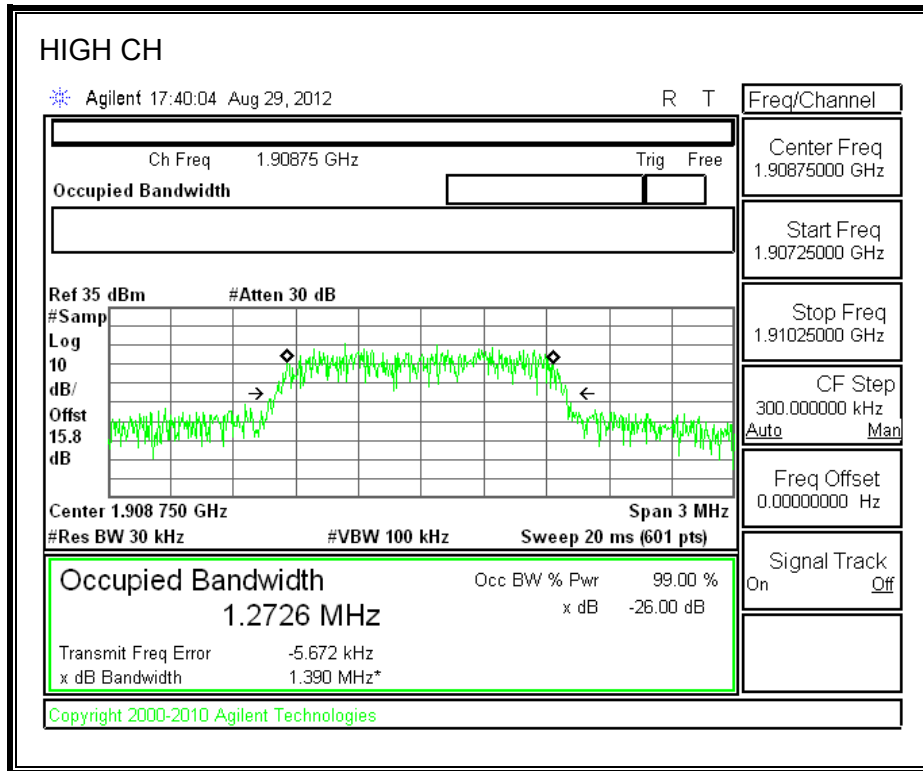 HIGH CH
Agilent 17:40:04 Aug 29, 2012 R T
Freq/Channel
Ch Freq 1.90875 GHz Trig Free
Occupied Bandwidth
Center Freq
1.90875000 GHz
Start Freq
1.90725000 GHz
Stop Freq
1.91025000 GHz
CF Step
300.000000 kHz
Auto Man
Freq Offset
0.00000000 Hz
Signal Track
On Off
Ref 35 dBm #Atten 30 dB
#Samp
Log
10
dB/
Offst
15.8
dB
Center 1.908 750 GHz Span 3 MHz
#Res BW 30 kHz #VBW 100 kHz Sweep 20 ms (601 pts)
Occupied Bandwidth Occ BW % Pwr 99.00 %
1.2726 MHz x dB -26.00 dB
Transmit Freq Error -5.672 kHz
x dB Bandwidth 1.390 MHz*
Copyright 2000-2010 Agilent Technologies